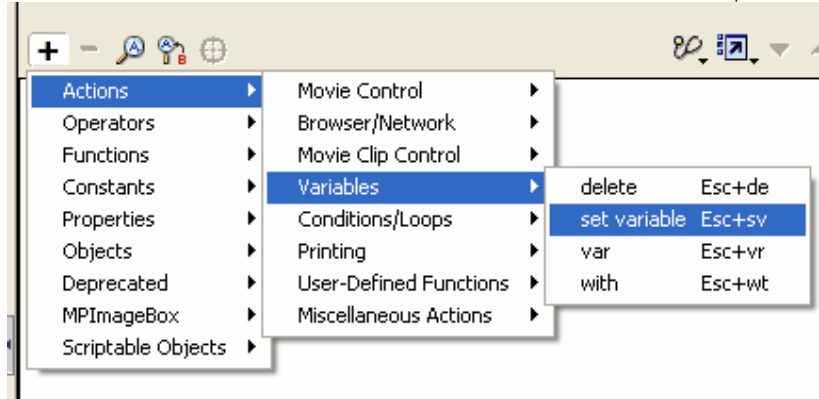 Actions
Operators
Functions
Constants
Properties
Objects
Deprecated
MPImageBox
Scriptable Objects
Movie Control
Browser/Network
Movie Clip Control
Variables
Conditions/Loops
Printing
User-Defined Functions
Miscellaneous Actions
delete Esc+de
set variable Esc+sv
var Esc+vr
with Esc+wt